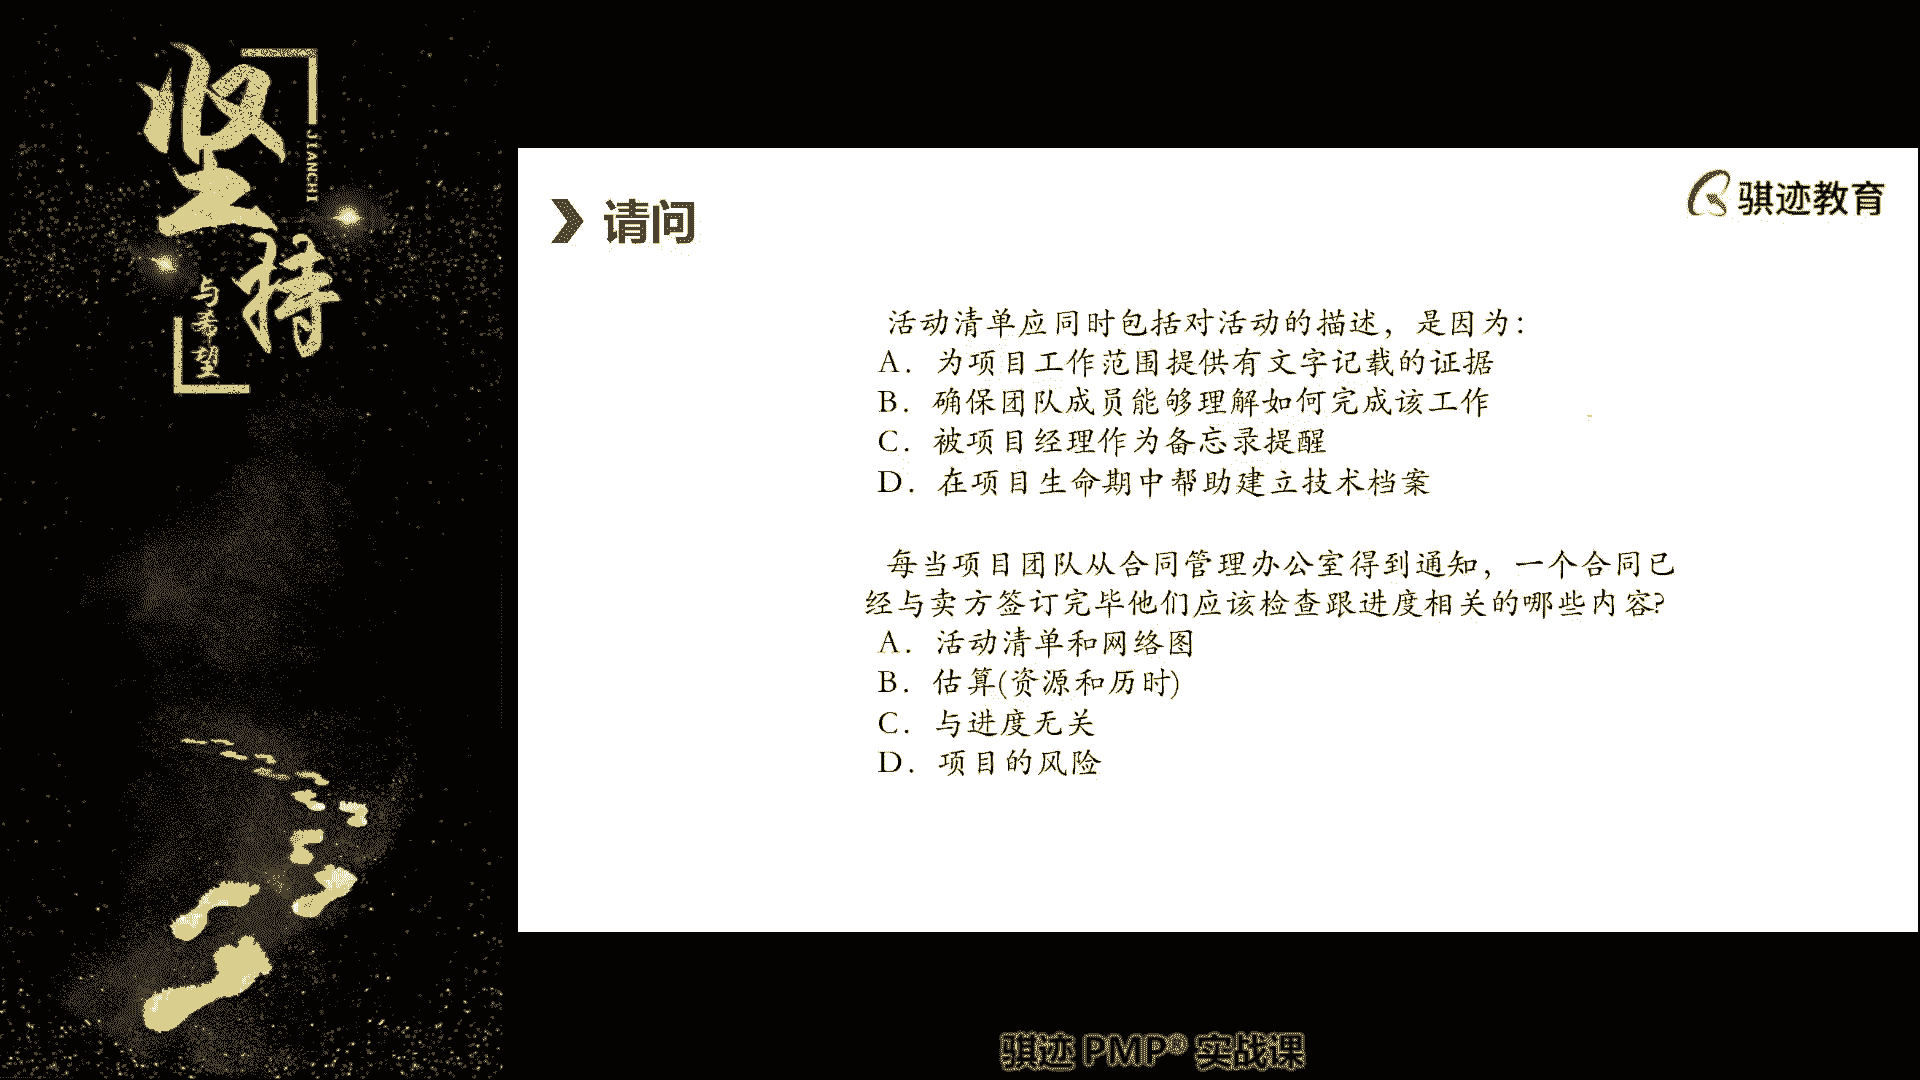 坚持
JIANCHI
与希望
请问
骐迹教育
活动清单应同时包括对活动的描述，是因为：
A．为项目工作范围提供有文字记载的证据
B．确保团队成员能够理解如何完成该工作
C．被项目经理作为备忘录提醒
D．在项目生命期中帮助建立技术档案
每当项目团队从合同管理办公室得到通知，一个合同已
经与卖方签订完毕他们应该检查跟进度相关的哪些内容?
A．活动清单和网络图
B．估算(资源和历时)
C．与进度无关
D．项目的风险
骐迹 PMP® 实战课